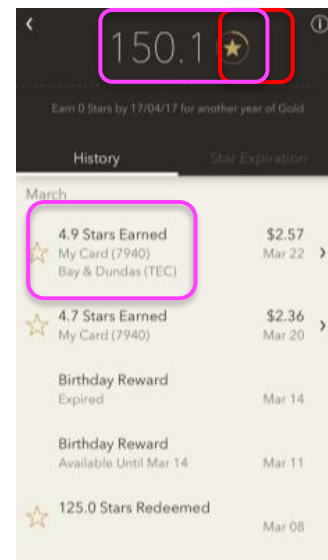 150.1
Earn 0 Stars by 17/04/17 for another year of Gold
History Star Expiration
March
4.9 Stars Earned $2.57
My Card (7940) Mar 22
Bay & Dundas (TEC)
4.7 Stars Earned $2.36
My Card (7940) Mar 20
Birthday Reward
Expired Mar 14
Birthday Reward
Available Until Mar 14 Mar 11
125.0 Stars Redeemed
Mar 08